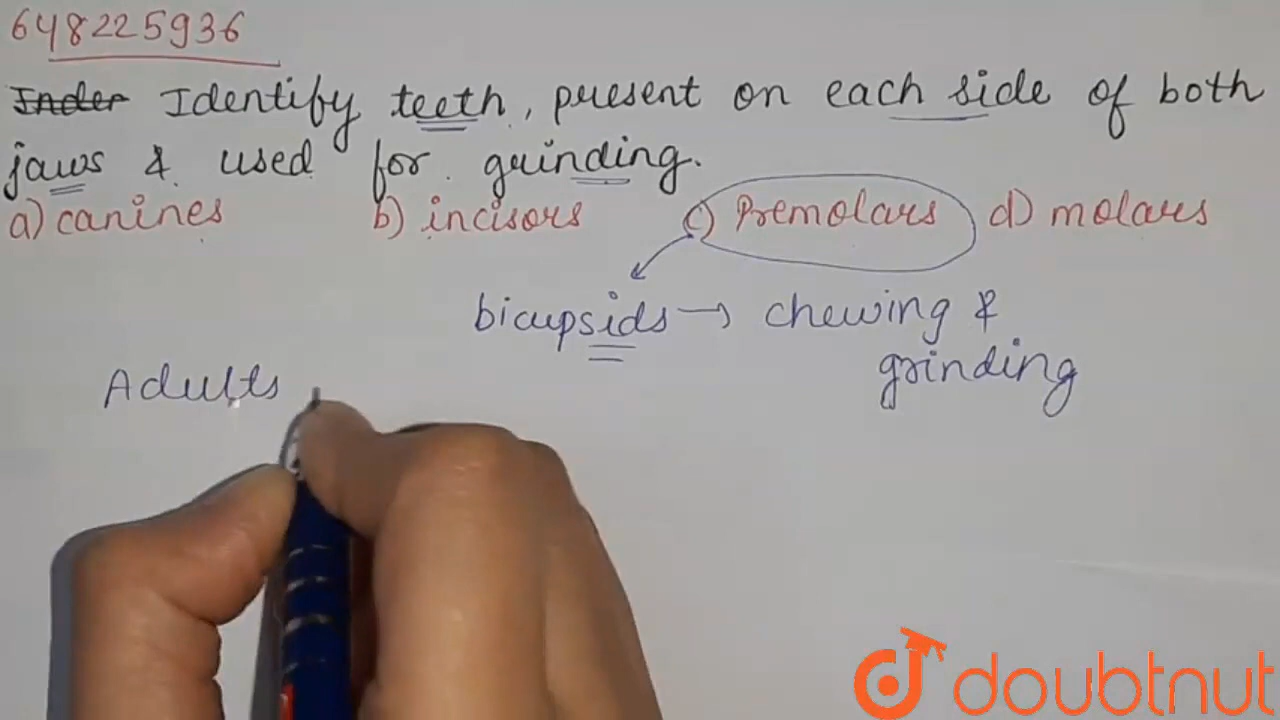 648225936
Inder Identify teeth, present on each side of both
jaws & used for grinding.
a) canines b) incisors c) Premolars d) molars
bicupsids → chewing &
grinding
Adults
doubtnut